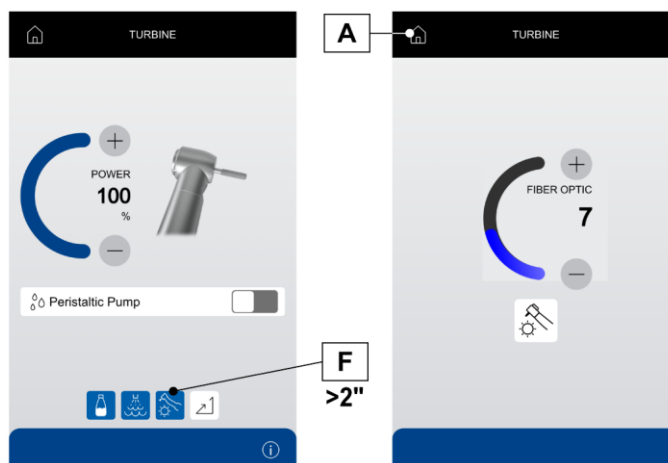 TURBINE
POWER
100
%
Peristaltic Pump
F
>2"
A
TURBINE
FIBER OPTIC
7